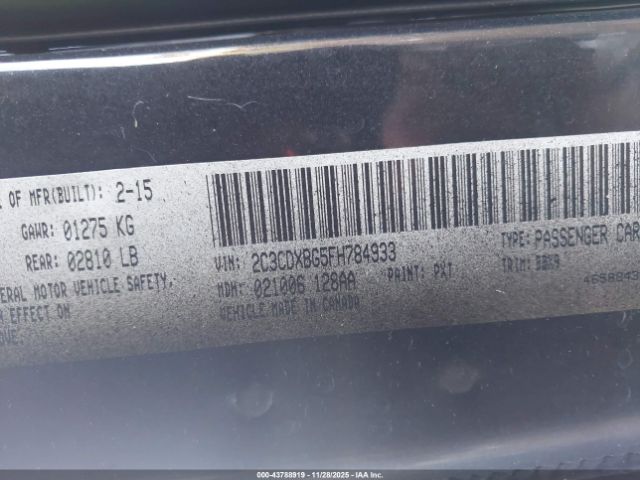 E OF MFR(BUILT): 2-15
GAWR: 01275 KG
REAR: 02810 LB
ERAL MOTOR VEHICLE SAFETY,
EFFECT ON
OVE.
VIN: 2C3CDXBG5FH784933
TYPE: PASSENGER CAR
MDH: 021006 128AA
PAINT: PXT
TRIM:
VEHICLE MADE IN CANADA
000-43788919 - 11/28/2025 - IAA Inc.